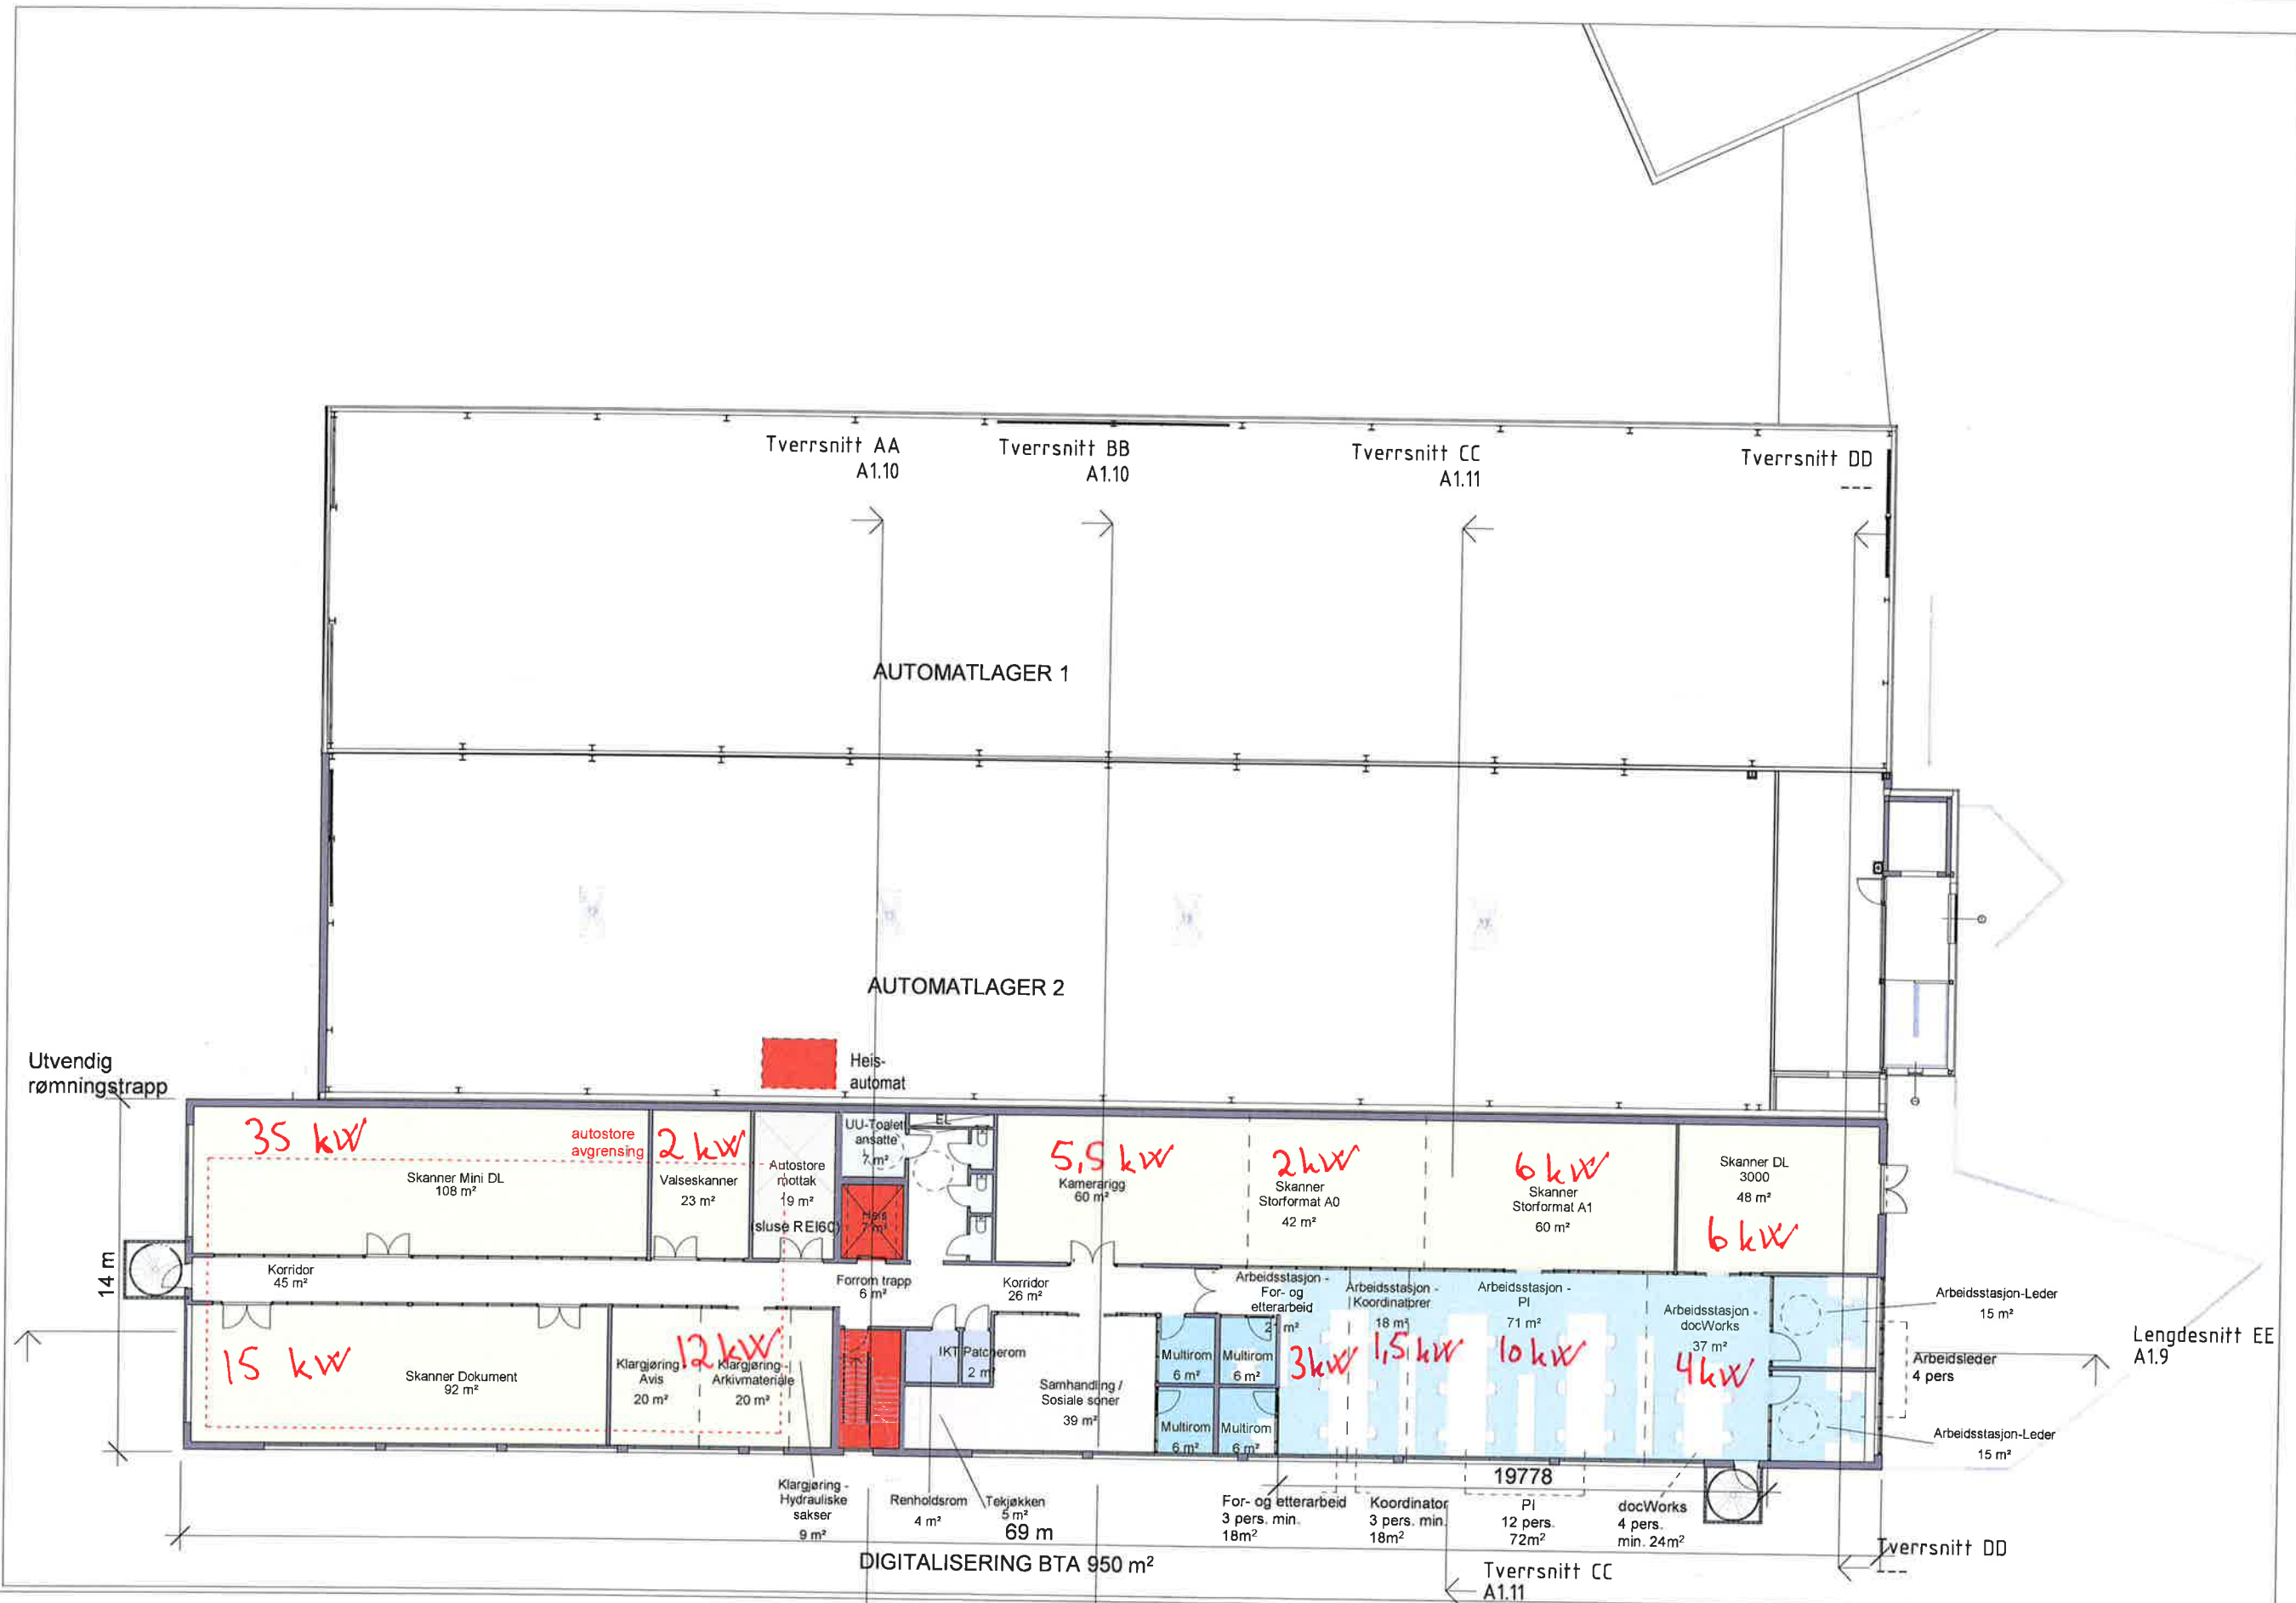 Tverrsnitt AA
A1.10
Tverrsnitt BB
A1.10
Tverrsnitt CC
A1.11
Tverrsnitt DD
---
AUTOMATLAGER 1
AUTOMATLAGER 2
Heis-
automat
Utvendig
rømningstrapp
14 m
35 kW
autostore
avgrensing
Skanner Mini DL
108 m²
2 kW
Valseskanner
23 m²
Autostore
mottak
19 m²
(sluse REI60)
UU-Toalett
ansatte
7 m²
EL
Heis
7 m²
5,5 kW
Kamerarigg
60 m²
2 kW
Skanner
Storformat A0
42 m²
6 kW
Skanner
Storformat A1
60 m²
Skanner DL
3000
48 m²
6 kW
Korridor
45 m²
Forrom trapp
6 m²
Korridor
26 m²
Arbeidsstasjon -
For- og
etterarbeid
m²
3 kW
Arbeidsstasjon -
Koordinatorer
18 m²
1,5 kW
Arbeidsstasjon -
PI
71 m²
10 kW
Arbeidsstasjon -
docWorks
37 m²
4 kW
Arbeidsstasjon-Leder
15 m²
Arbeidsleder
4 pers
Arbeidsstasjon-Leder
15 m²
Lengdesnitt EE
A1.9
15 kW
Skanner Dokument
92 m²
12 kW
Klargjøring -
Avis
20 m²
Klargjøring -
Arkivmateriale
20 m²
IKT Patcherom
2 m²
Samhandling /
Sosiale soner
39 m²
Multirom
6 m²
Multirom
6 m²
Multirom
6 m²
Multirom
6 m²
Klargjøring -
Hydrauliske
sakser
9 m²
Renholdsrom
4 m²
Tekjøkken
5 m²
69 m
19778
For- og etterarbeid
3 pers. min.
18m²
Koordinator
3 pers. min.
18m²
PI
12 pers.
72m²
docWorks
4 pers.
min. 24m²
DIGITALISERING BTA 950 m²
Tverrsnitt CC
A1.11
Tverrsnitt DD
---